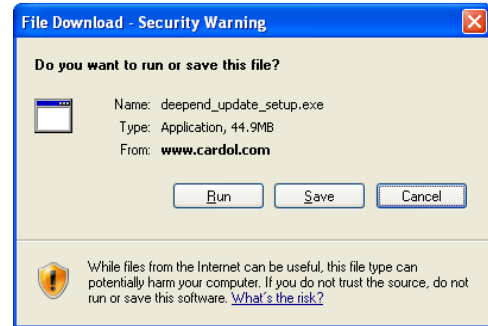 File Download - Security Warning
Do you want to run or save this file?
Name: deepend_update_setup.exe
Type: Application, 44.9MB
From: www.cardol.com
Run Save Cancel
While files from the Internet can be useful, this file type can
potentially harm your computer. If you do not trust the source, do not
run or save this software. What's the risk?